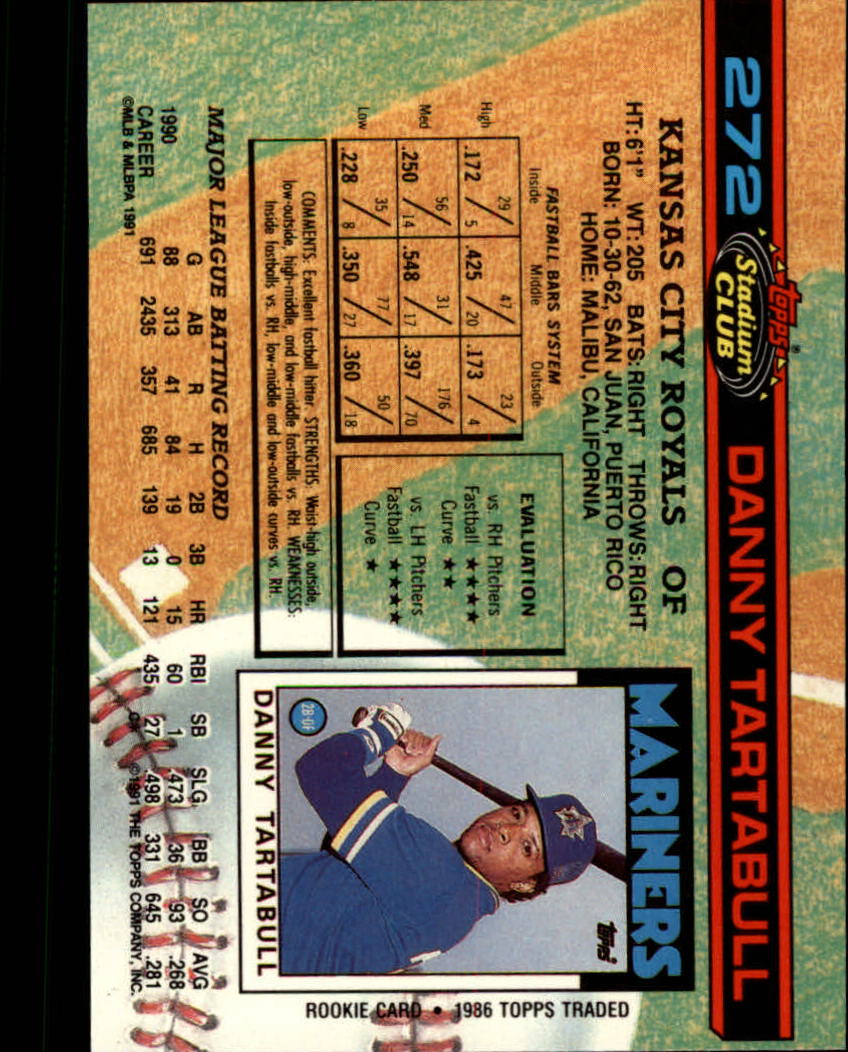 272
topps®
Stadium
CLUB
DANNY TARTABULL
KANSAS CITY ROYALS OF
HT:6'1" WT:205 BATS:RIGHT THROWS:RIGHT
BORN: 10-30-62, SAN JUAN, PUERTO RICO
HOME: MALIBU, CALIFORNIA
FASTBALL BARS SYSTEM
Inside Middle Outside
High .172 29/5 .425 47/20 .173 23/4
Med .250 56/14 .548 31/17 .397 176/70
Low .228 35/8 .350 77/27 .360 50/18
EVALUATION
vs. RH Pitchers
Fastball ★★★★
Curve ★★
vs. LH Pitchers
Fastball ★★★★
Curve ★
COMMENTS: Excellent fastball hitter. STRENGTHS: Waist-high outside,
low-outside, high-middle, and low-middle fastballs vs. RH. WEAKNESSES:
Inside fastballs vs. RH, low-middle and low-outside curves vs. RH.
MARINERS
topps
2B-OF
DANNY TARTABULL
ROOKIE CARD • 1986 TOPPS TRADED
MAJOR LEAGUE BATTING RECORD
G AB R H 2B 3B HR RBI SB SLG BB SO AVG
1990 88 313 41 84 19 0 15 60 1 .473 36 93 .268
CAREER 691 2435 357 685 139 13 121 435 27 .498 331 645 .281
©MLB & MLBPA 1991 ©1991 THE TOPPS COMPANY, INC.